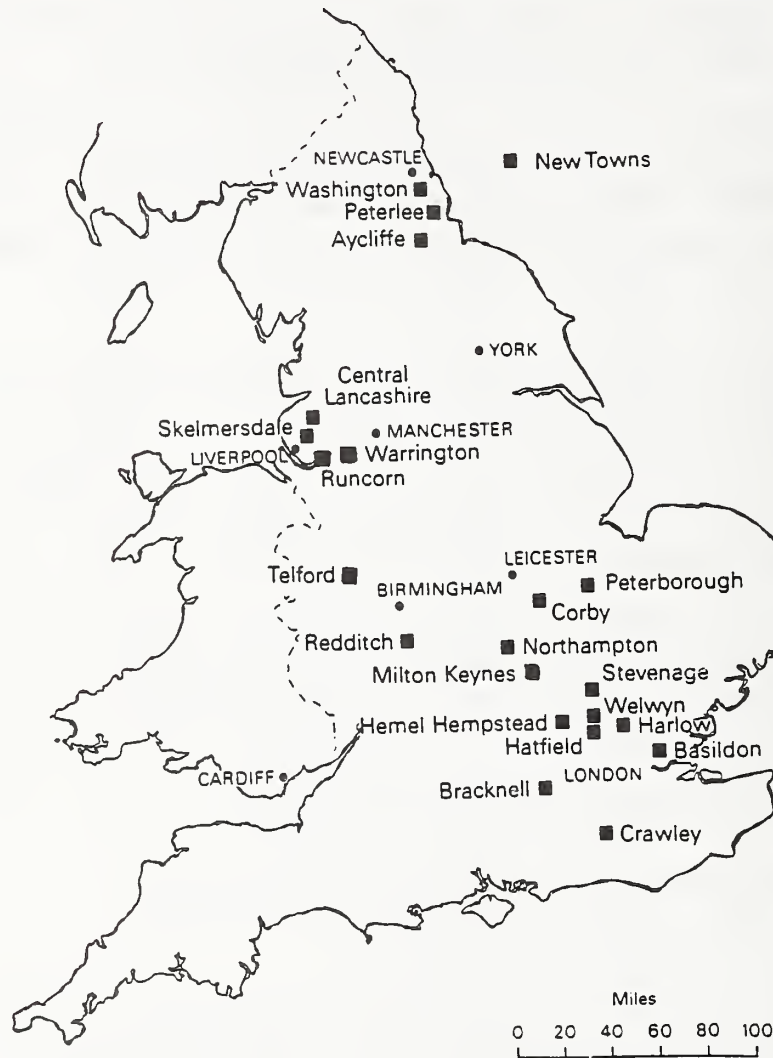 NEWCASTLE
New Towns
Washington
Peterlee
Aycliffe
YORK
Central
Lancashire
Skelmersdale
MANCHESTER
LIVERPOOL
Warrington
Runcorn
Telford
LEICESTER
BIRMINGHAM
Peterborough
Corby
Redditch
Northampton
Milton Keynes
Stevenage
Welwyn
Hemel Hempstead
Harlow
Hatfield
Basildon
CARDIFF
LONDON
Bracknell
Crawley
Miles
0 20 40 60 80 100